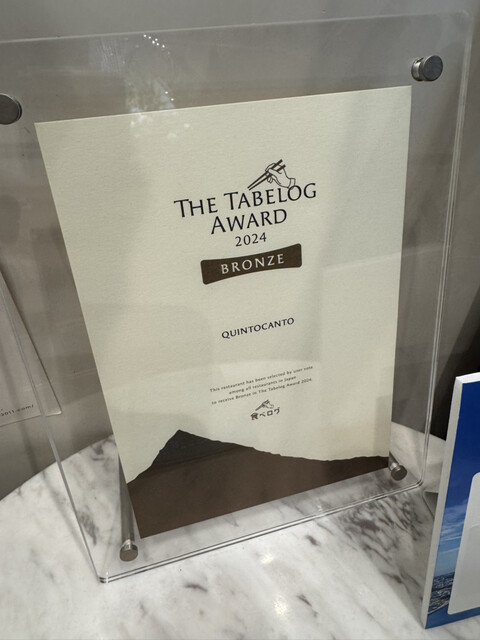 THE TABELOG
AWARD
2024
BRONZE
QUINTOCANTO
This restaurant has been selected by user vote
among all restaurants in Japan
to receive Bronze in The Tabelog Award 2024
食べログ